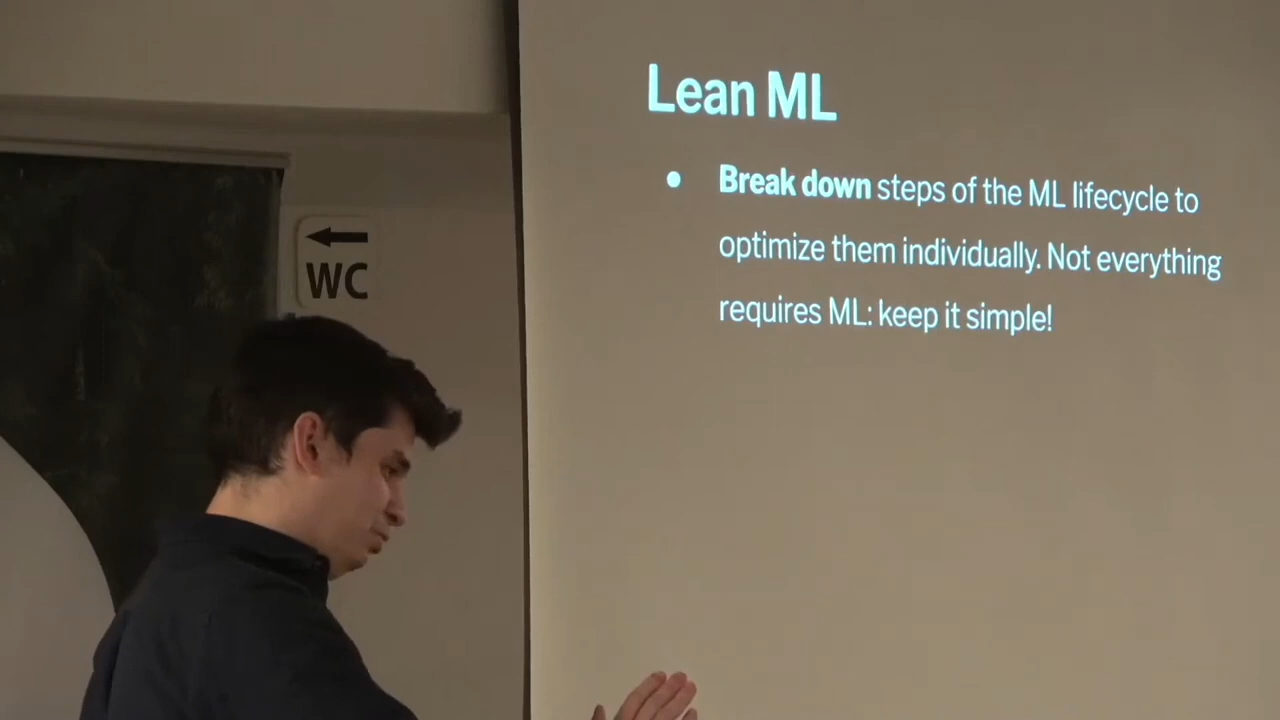 Lean ML
● Break down steps of the ML lifecycle to
optimize them individually. Not everything
requires ML: keep it simple!
WC